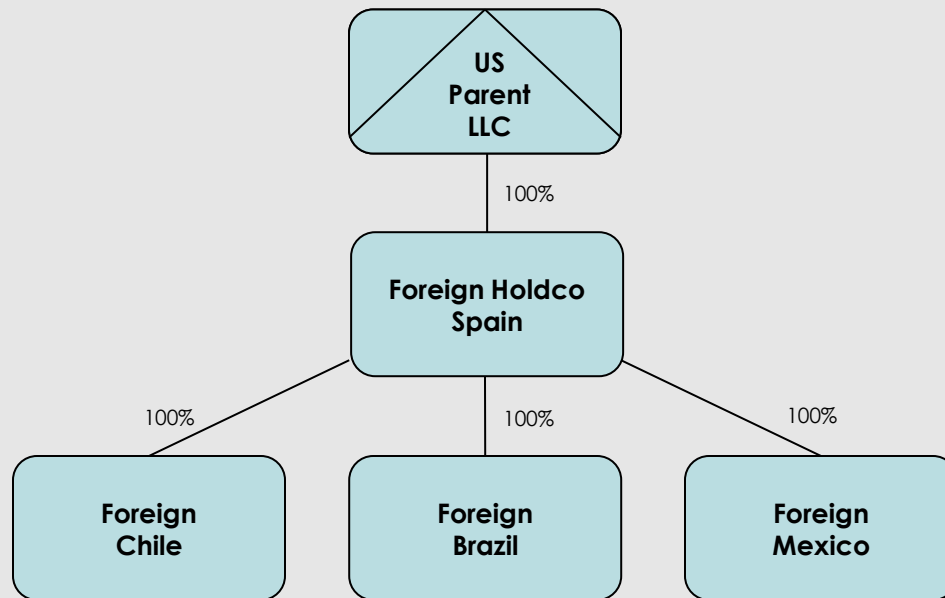 US
Parent
LLC
100%
Foreign Holdco
Spain
100%
100%
100%
Foreign
Chile
Foreign
Brazil
Foreign
Mexico